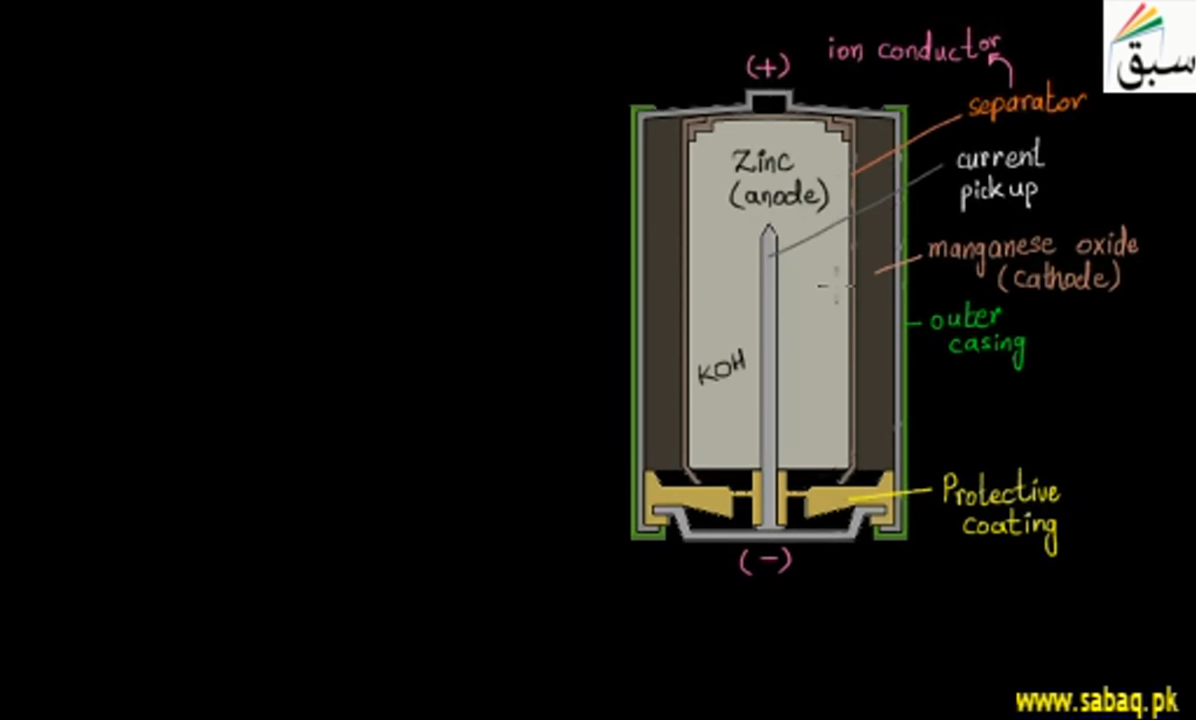 سبق
(+)
ion conductor
separator
Zinc
(anode)
current
pick up
manganese oxide
(cathode)
outer
casing
KOH
Protective
coating
(-)
www.sabaq.pk